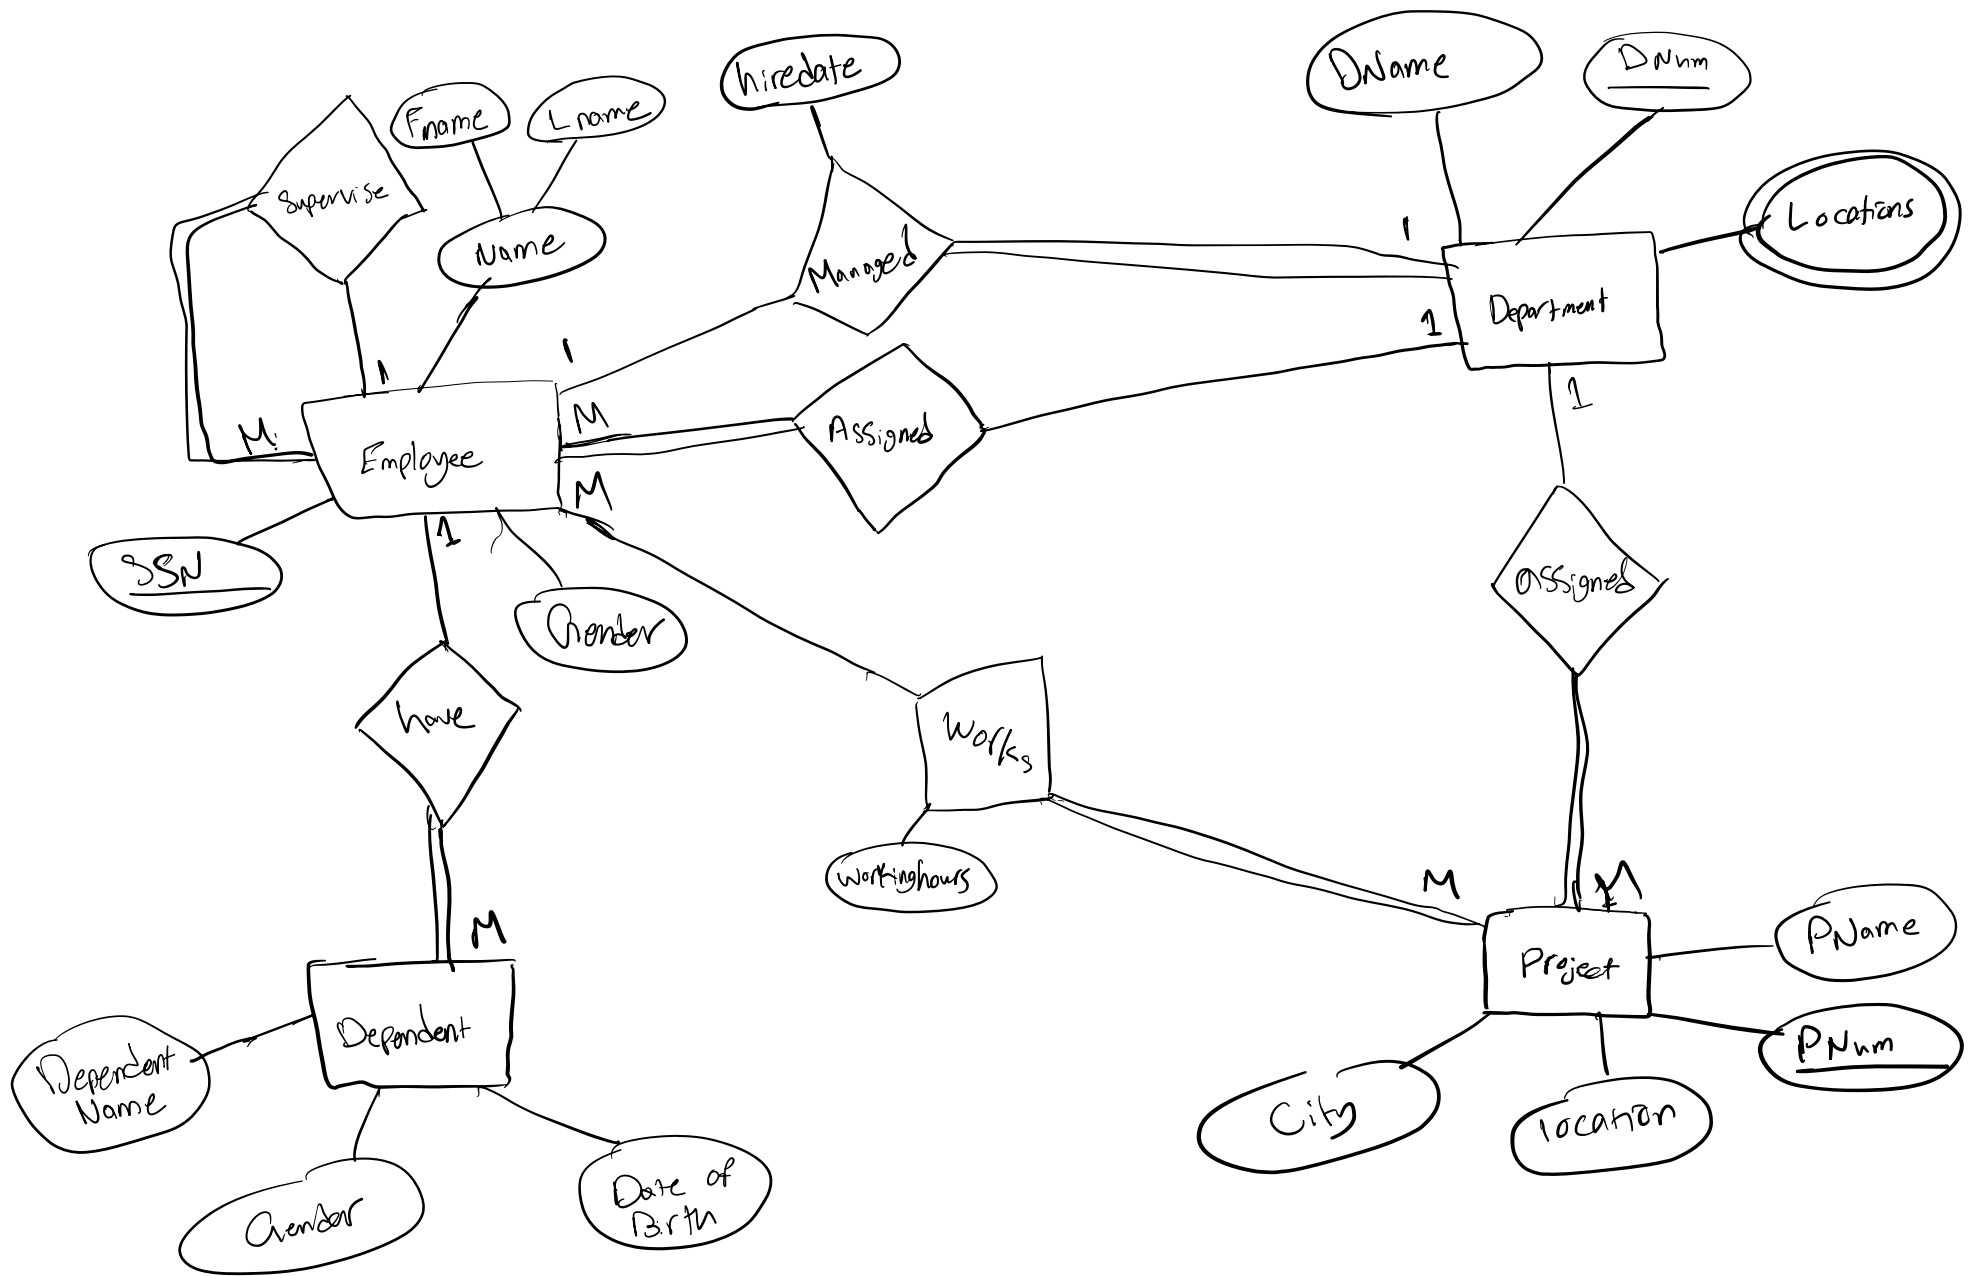 hiredate
DName
DNum
Fname
Lname
Supervise
Locations
Name
Managed
1
Department
1
1
1
M
Assigned
1
M
Employee
M
1
SSN
assigned
Gender
have
Works
workinghours
M
M
M
PName
Project
Dependent
PNum
Dependent
Name
City
location
Gender
Date of
Birth